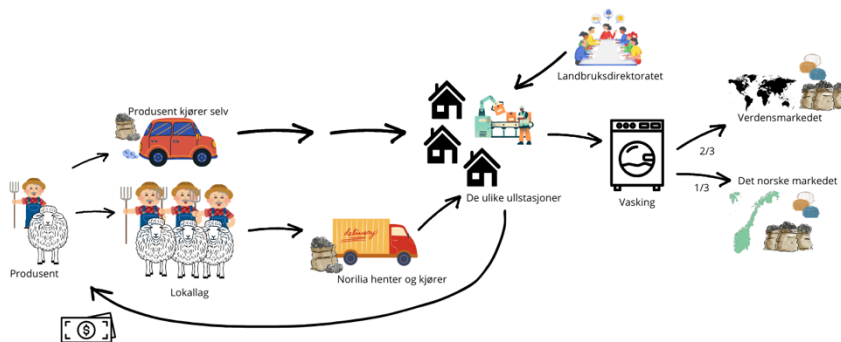 Landbruksdirektoratet
Produsent kjører selv
Verdensmarkedet
2/3
Det norske markedet
1/3
De ulike ullstasjoner
Vasking
Produsent
Lokallag
delivery
Norilia henter og kjører
$